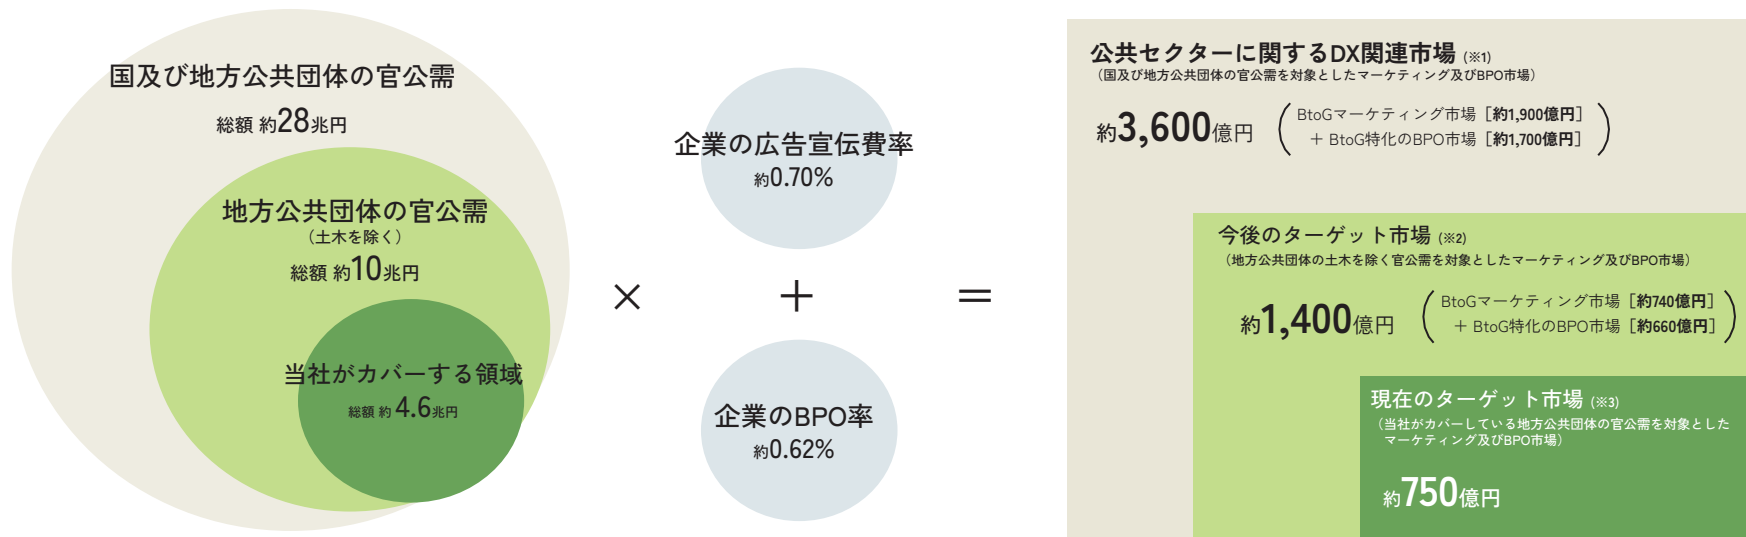 国及び地方公共団体の官公需
総額 約28兆円
地方公共団体の官公需
（土木を除く）
総額 約10兆円
当社がカバーする領域
総額 約4.6兆円
×
企業の広告宣伝費率
約0.70%
＋
企業のBPO率
約0.62%
＝
公共セクターに関するDX関連市場 (※1)
（国及び地方公共団体の官公需を対象としたマーケティング及びBPO市場）
約3,600億円
BtoGマーケティング市場［約1,900億円］
＋ BtoG特化のBPO市場［約1,700億円］
今後のターゲット市場 (※2)
（地方公共団体の土木を除く官公需を対象としたマーケティング及びBPO市場）
約1,400億円
BtoGマーケティング市場［約740億円］
＋ BtoG特化のBPO市場［約660億円］
現在のターゲット市場 (※3)
（当社がカバーしている地方公共団体の官公需を対象とした
マーケティング及びBPO市場）
約750億円